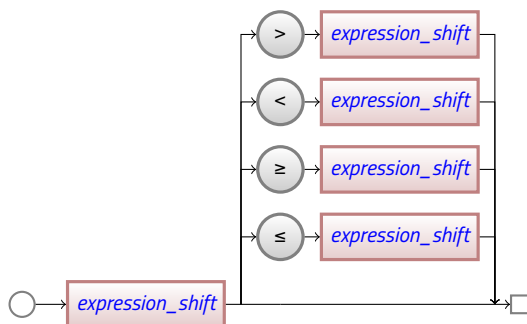 > expression_shift
< expression_shift
≥ expression_shift
≤ expression_shift
expression_shift